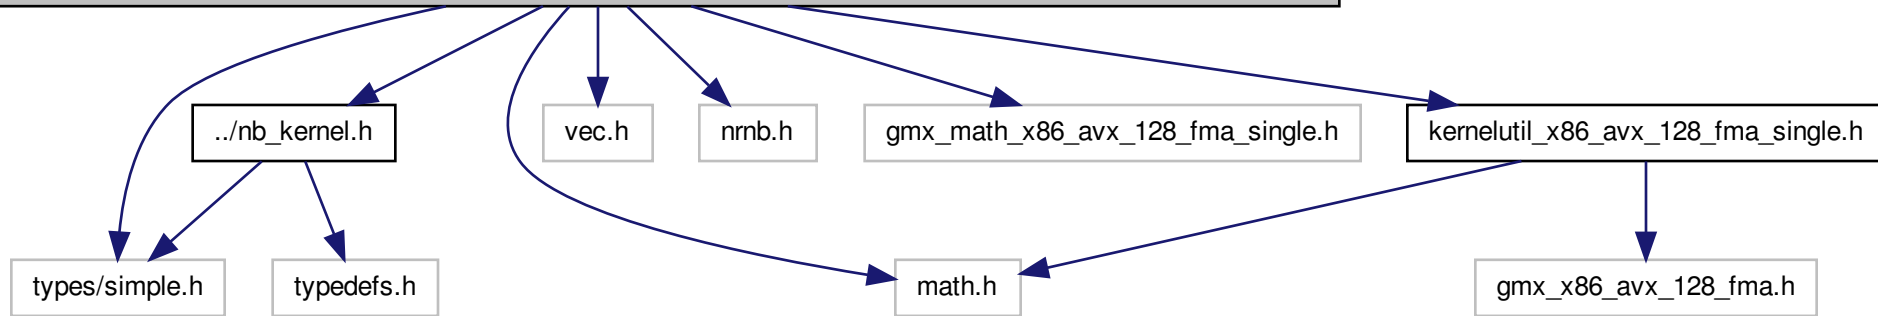 ../nb_kernel.h
vec.h
nrnb.h
gmx_math_x86_avx_128_fma_single.h
kernelutil_x86_avx_128_fma_single.h
types/simple.h
typedefs.h
math.h
gmx_x86_avx_128_fma.h